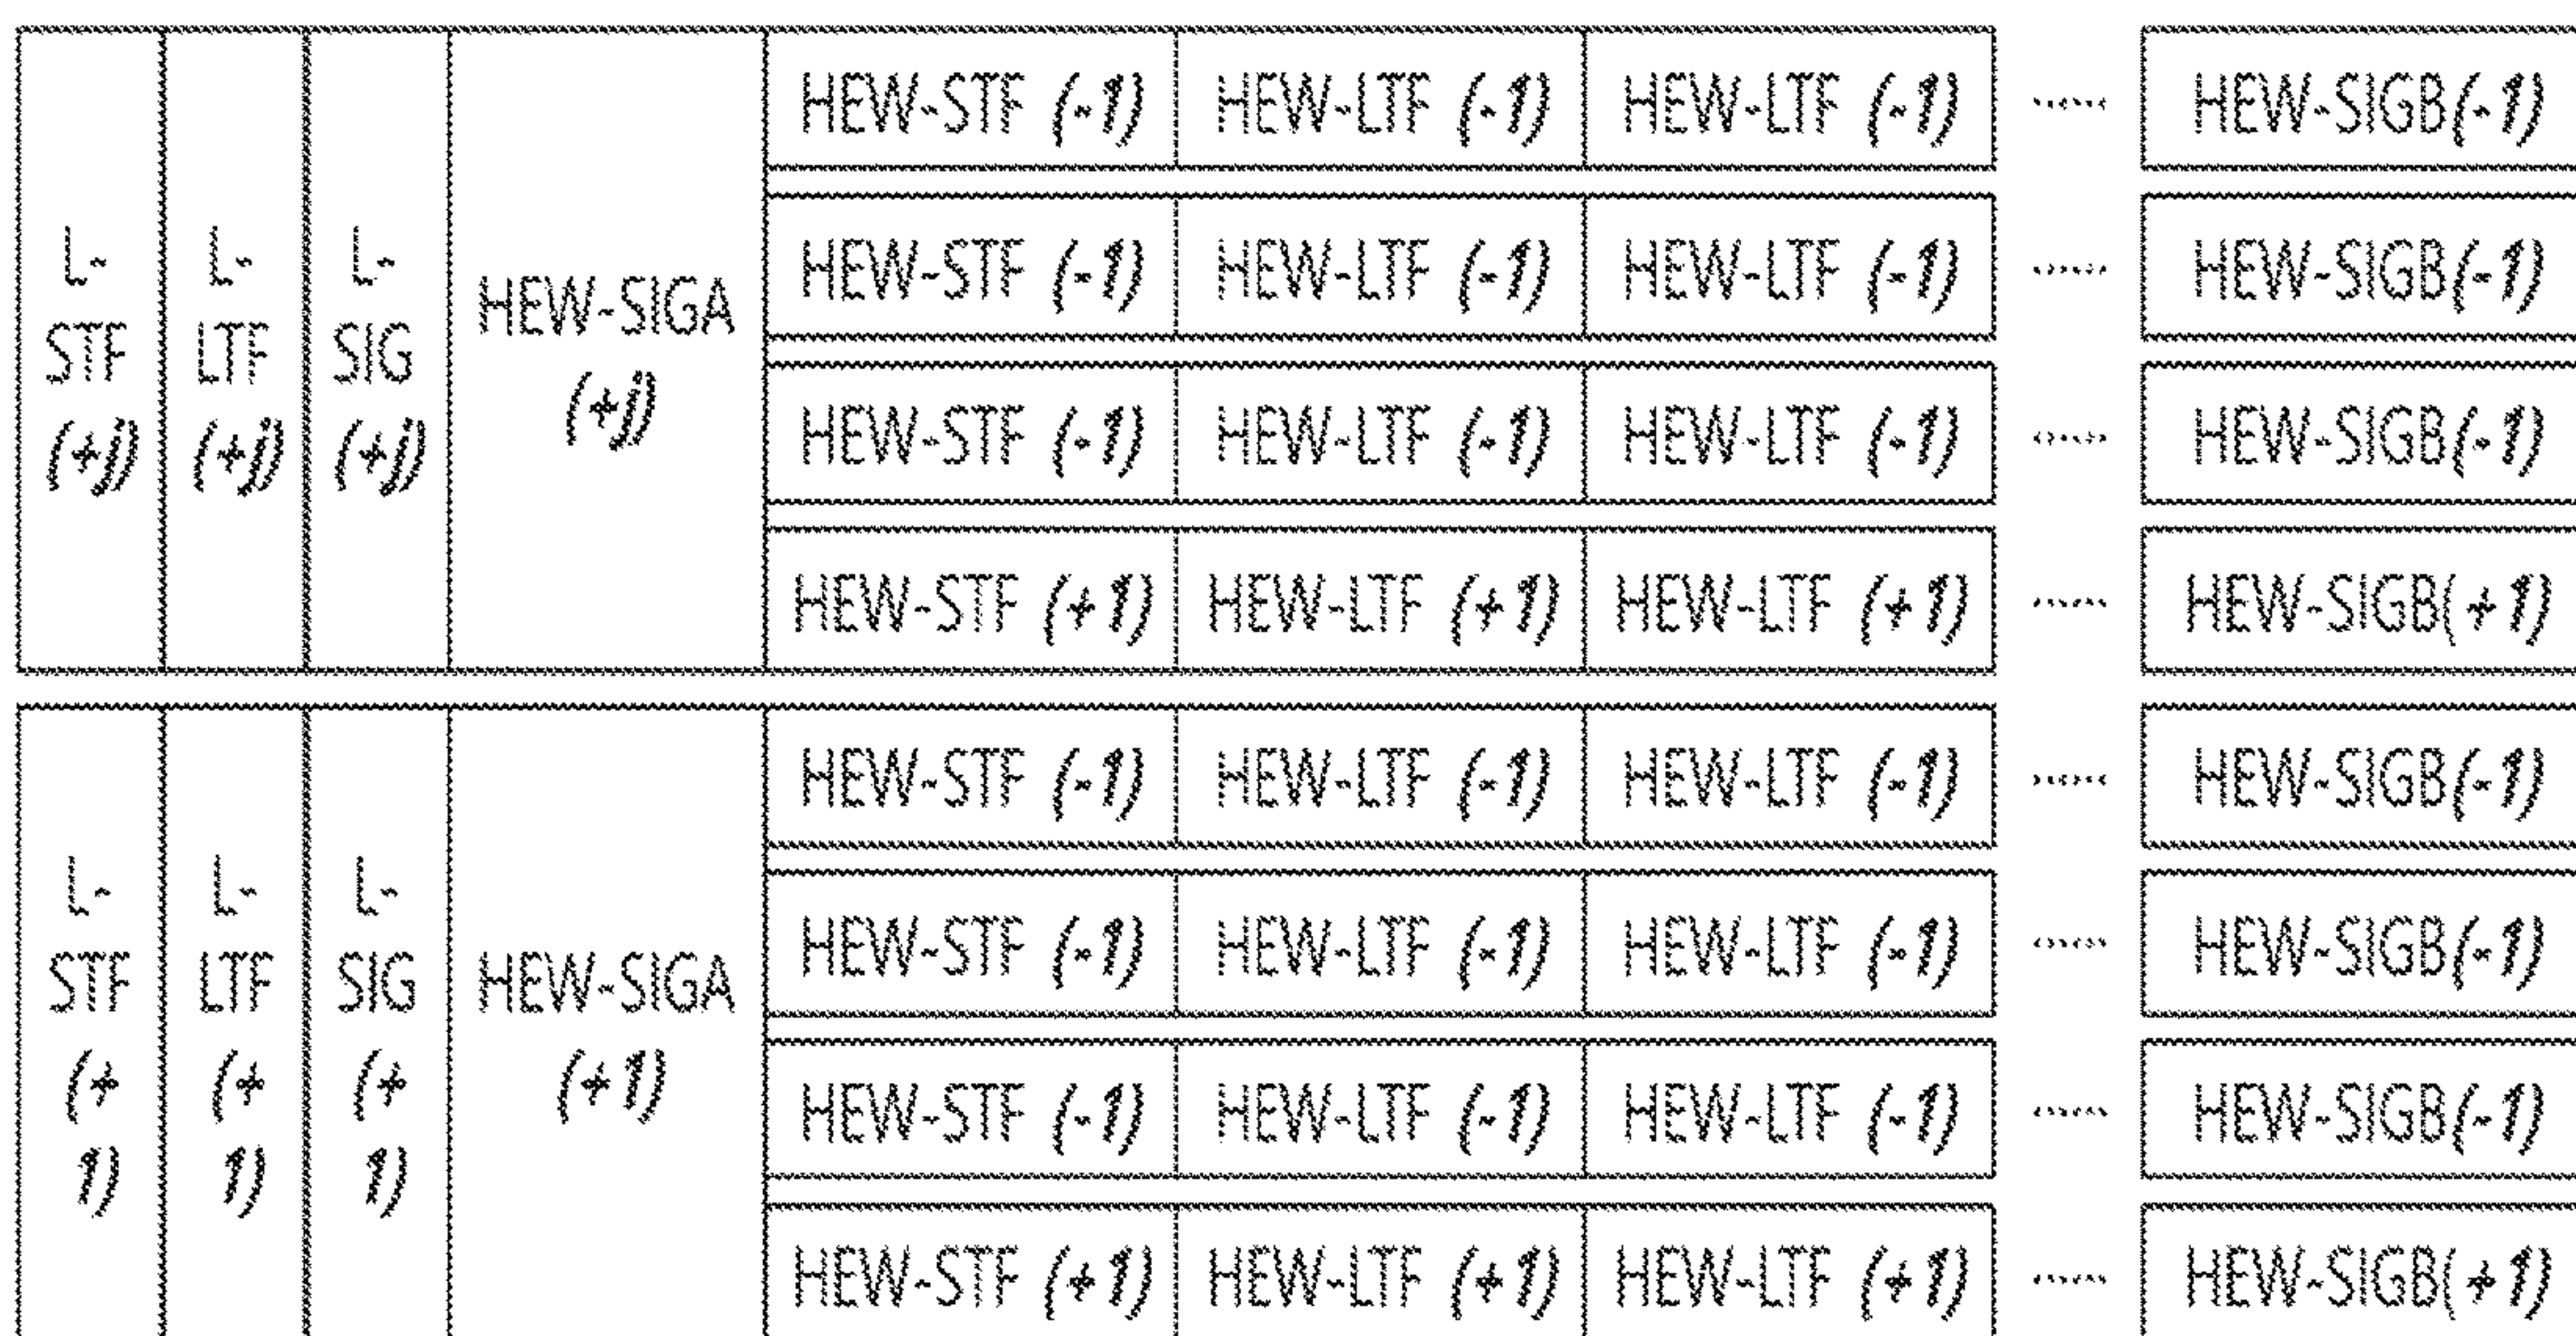 L-
STF
(+j)
L-
LTF
(+j)
L-
SIG
(+j)
HEW-SIGA
(+j)
HEW-STF (-1) HEW-LTF (-1) HEW-LTF (-1) ...... HEW-SIGB(-1)
HEW-STF (-1) HEW-LTF (-1) HEW-LTF (-1) ...... HEW-SIGB(-1)
HEW-STF (-1) HEW-LTF (-1) HEW-LTF (-1) ...... HEW-SIGB(-1)
HEW-STF (+1) HEW-LTF (+1) HEW-LTF (+1) ...... HEW-SIGB(+1)
L-
STF
(+
1)
L-
LTF
(+
1)
L-
SIG
(+
1)
HEW-SIGA
(+1)
HEW-STF (-1) HEW-LTF (-1) HEW-LTF (-1) ...... HEW-SIGB(-1)
HEW-STF (-1) HEW-LTF (-1) HEW-LTF (-1) ...... HEW-SIGB(-1)
HEW-STF (-1) HEW-LTF (-1) HEW-LTF (-1) ...... HEW-SIGB(-1)
HEW-STF (+1) HEW-LTF (+1) HEW-LTF (+1) ...... HEW-SIGB(+1)